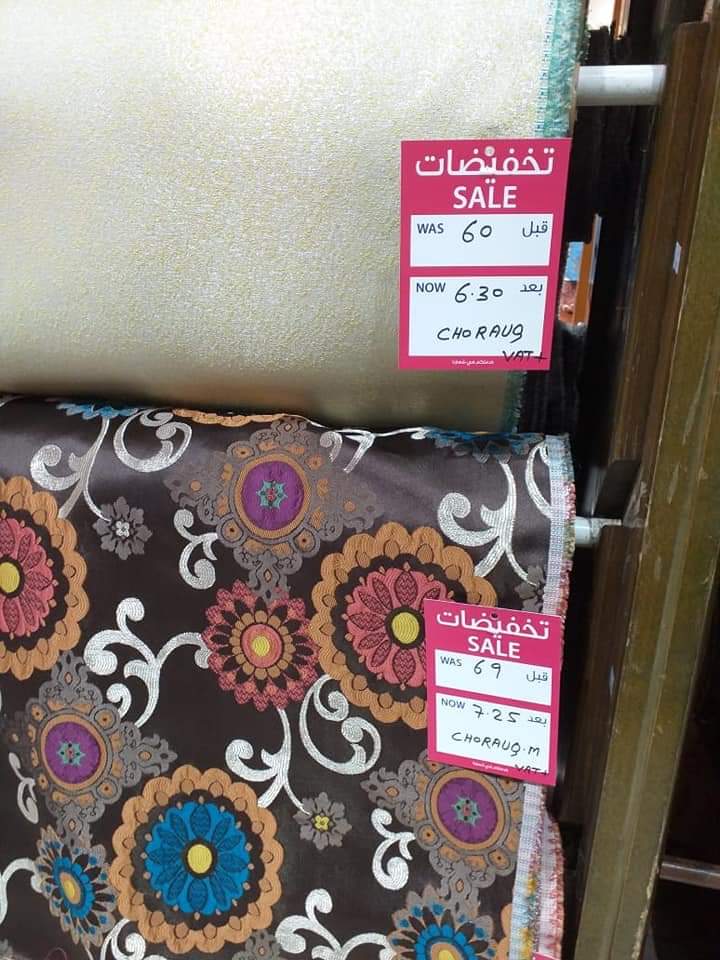 تخفيضات
SALE
WAS 60 قبل
NOW 6.30 بعد
CHORAUG
VAT+
تخفيضات
SALE
WAS 69 قبل
NOW 7.25 بعد
CHORAUG.M
VAT+